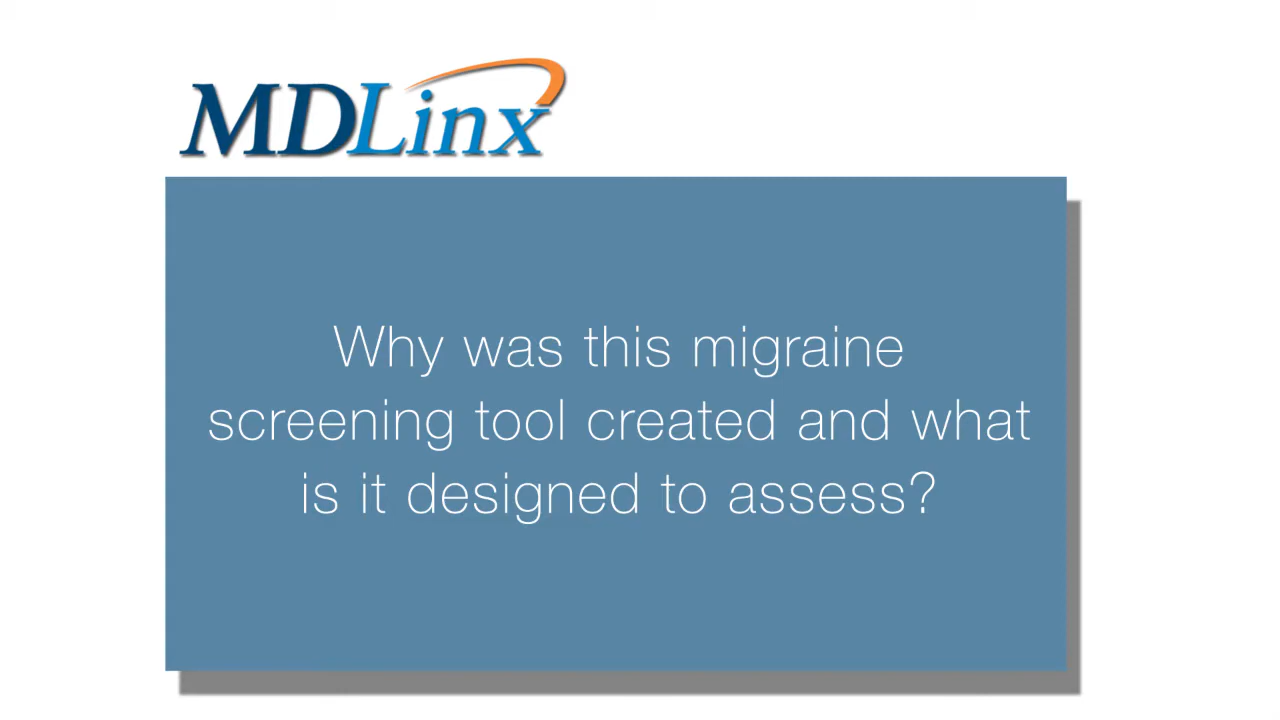 MDLinx
Why was this migraine
screening tool created and what
is it designed to assess?